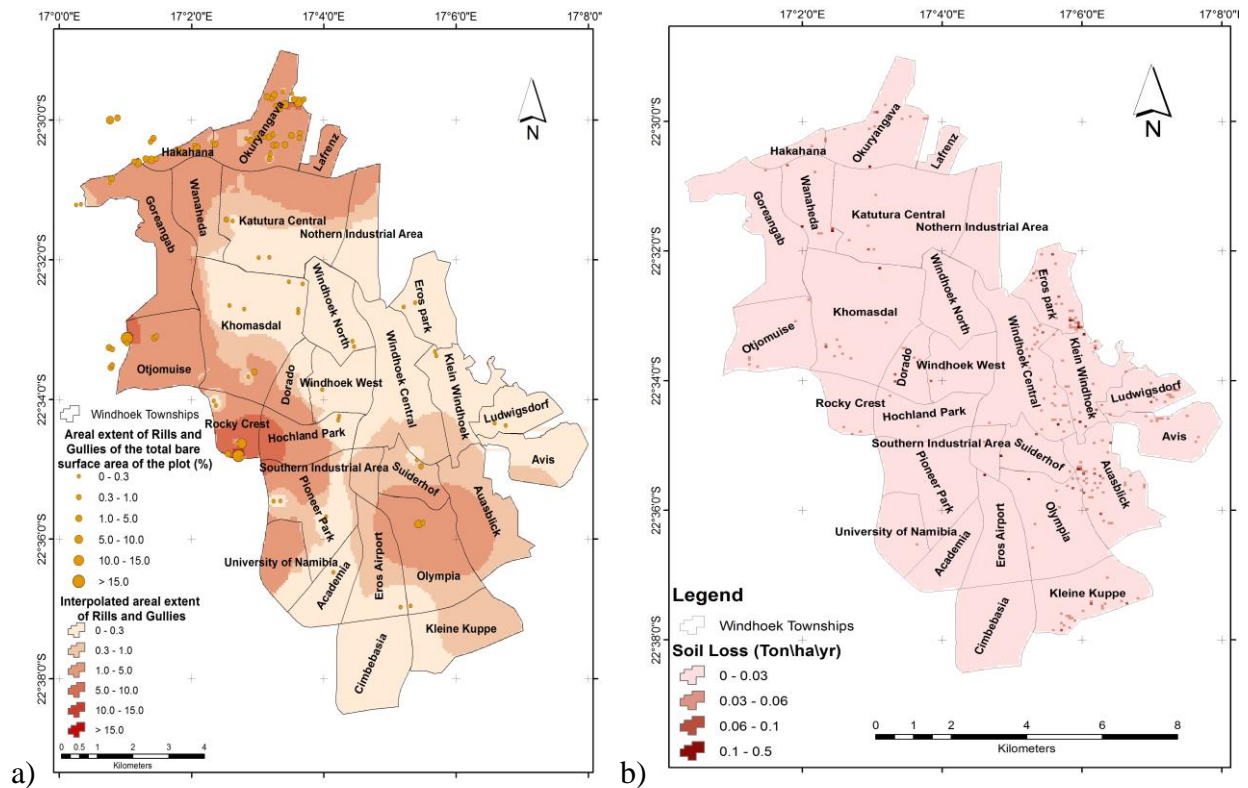 17°0'0"
17°2'0"E
17°4'0"E
17°6'0"E
17°8'0"E
22°30'0"S
22°32'0"S
22°34'0"S
22°36'0"S
22°38'0"S
N
Okuryangava
Hakahana
Lafrenz
Goreangab
Wanaheda
Katutura Central
Nothern Industrial Area
Windhoek North
Eros park
Khomasdal
Otjomuise
Dorado
Windhoek West
Windhoek Central
Klein Windhoek
Ludwigsdorf
Rocky Crest
Hochland Park
Avis
Southern Industrial Area
Suiderhof
Pioneer Park
Auasblick
University of Namibia
Academia
Eros Airport
Olympia
Kleine Kuppe
Cimbebasia
Windhoek Townships
Areal extent of Rills and
Gullies of the total bare
surface area of the plot (%)
0 - 0.3
0.3 - 1.0
1.0 - 5.0
5.0 - 10.0
10.0 - 15.0
> 15.0
Interpolated areal extent
of Rills and Gullies
0 - 0.3
0.3 - 1.0
1.0 - 5.0
5.0 - 10.0
10.0 - 15.0
> 15.0
0 0.5 1 2 3 4
Kilometers
a)
17°2'0"E
17°4'0"E
17°6'0"E
17°8'0"E
22°30'0"S
22°32'0"S
22°34'0"S
22°36'0"S
22°38'0"S
N
Okuryangava
Hakahana
Lafrenz
Goreangab
Wanaheda
Katutura Central
Nothern Industrial Area
Windhoek North
Eros park
Khomasdal
Otjomuise
Dorado
Windhoek West
Windhoek Central
Klein Windhoek
Ludwigsdorf
Rocky Crest
Hochland Park
Avis
Southern Industrial Area
Suiderhof
Pioneer Park
Auasblick
University of Namibia
Academia
Eros Airport
Olympia
Kleine Kuppe
Cimbebasia
Legend
Windhoek Townships
Soil Loss (Ton\ha\yr)
0 - 0.03
0.03 - 0.06
0.06 - 0.1
0.1 - 0.5
0 1 2 4 6 8
Kilometers
b)